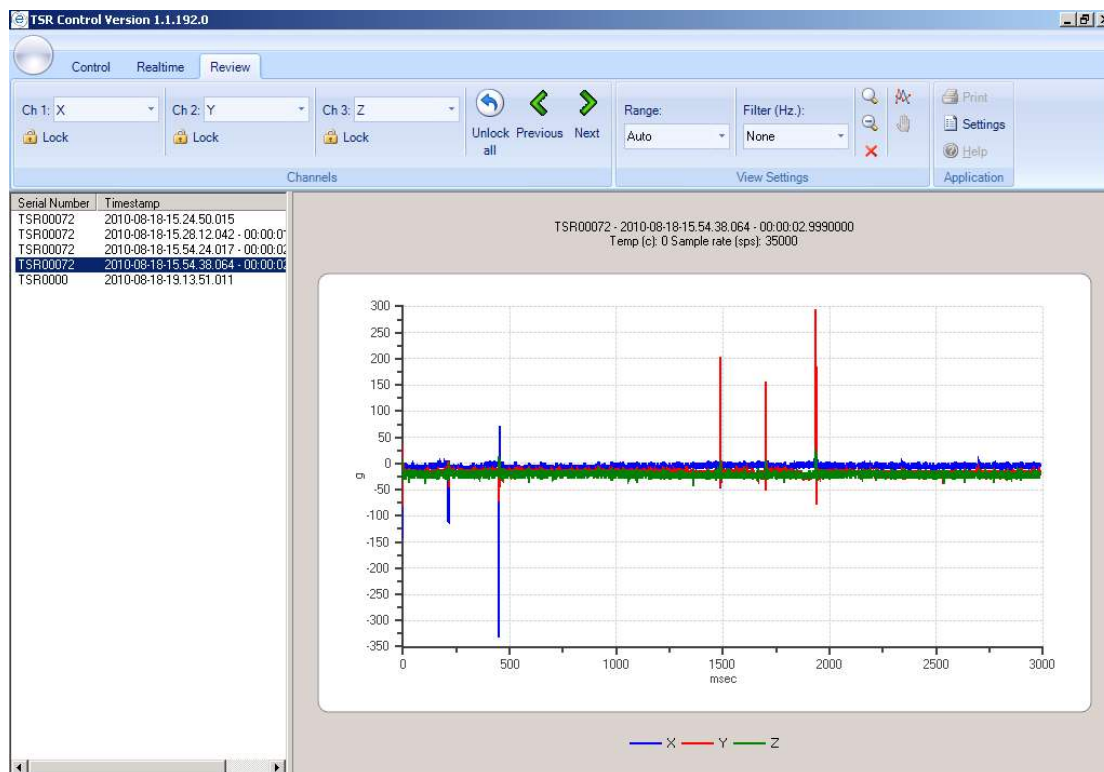 TSR Control Version 1.1.192.0
Control Realtime Review
Ch 1: X Ch 2: Y Ch 3: Z
Lock Lock Lock
Unlock all Previous Next
Channels
Range: Filter (Hz.):
Auto None
View Settings
Print
Settings
Help
Application
Serial Number Timestamp
TSR00072 2010-08-18-15.24.50.015
TSR00072 2010-08-18-15.28.12.042 - 00:00:0
TSR00072 2010-08-18-15.54.24.017 - 00:00:02
TSR00072 2010-08-18-15.54.38.064 - 00:00:02
TSR0000 2010-08-18-19.13.51.011
TSR00072 - 2010-08-18-15.54.38.064 - 00:00:02.9990000
Temp (c): 0 Sample rate (sps): 35000
300
250
200
150
100
50
0
-50
-100
-150
-200
-250
-300
-350
g
0 500 1000 1500 2000 2500 3000
msec
X Y Z